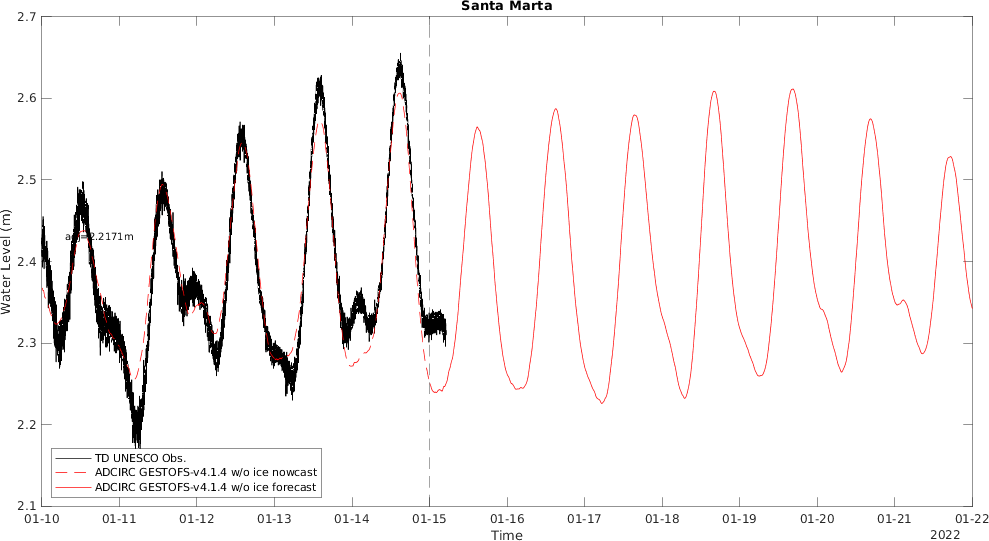 Santa Marta
2.7
2.6
2.5
2.4
2.3
2.2
2.1
Water Level (m)
adj=2.2171m
TD UNESCO Obs.
ADCIRC GESTOFS-v4.1.4 w/o ice nowcast
ADCIRC GESTOFS-v4.1.4 w/o ice forecast
01-10 01-11 01-12 01-13 01-14 01-15 01-16 01-17 01-18 01-19 01-20 01-21 01-22
Time
2022